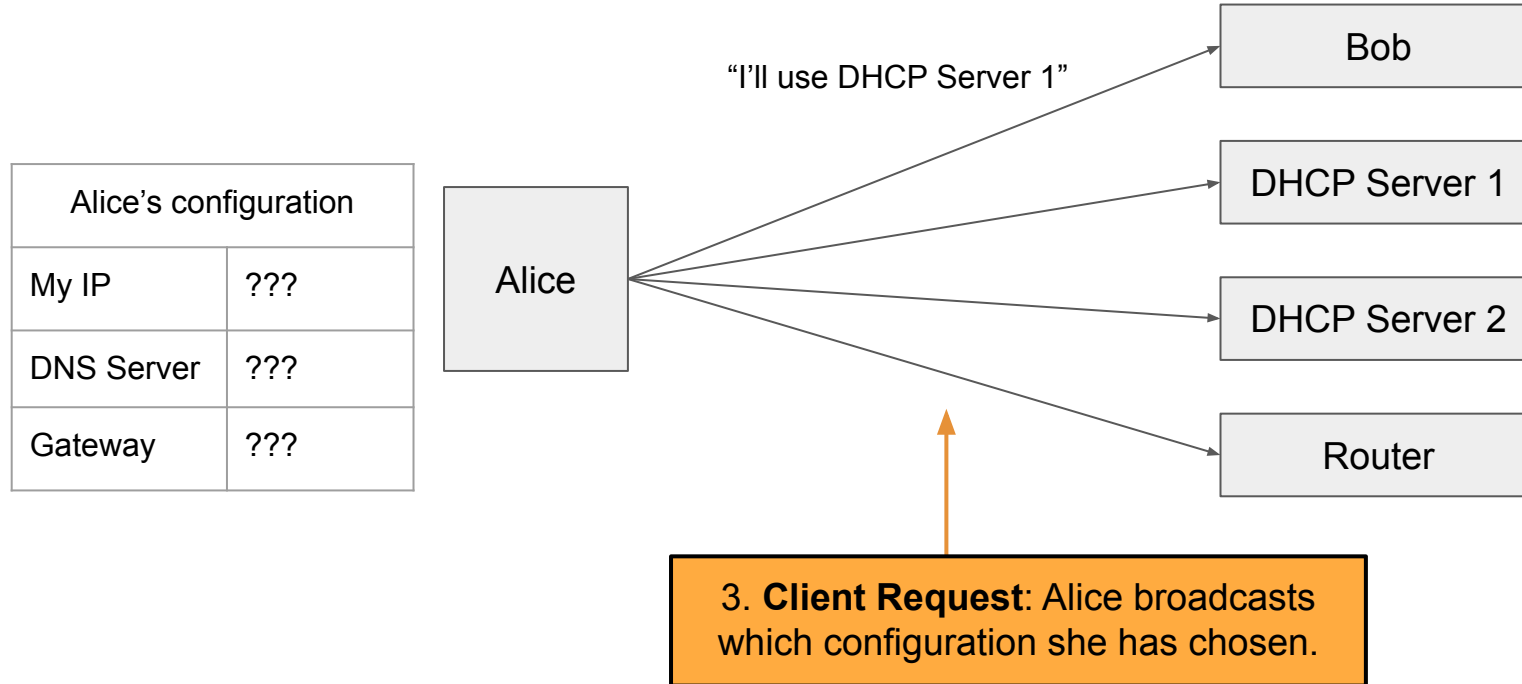 “I’ll use DHCP Server 1”
Bob
Alice’s configuration
My IP ???
DNS Server ???
Gateway ???
Alice
DHCP Server 1
DHCP Server 2
Router
3. Client Request: Alice broadcasts
which configuration she has chosen.